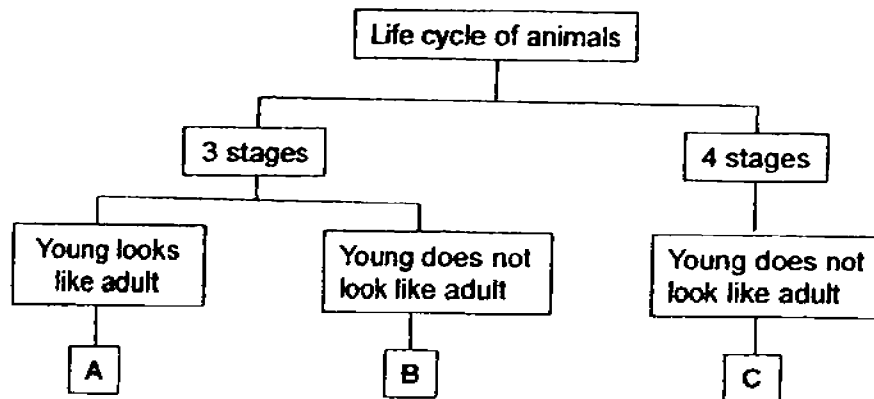 Life cycle of animals
3 stages
4 stages
Young looks
like adult
Young does not
look like adult
Young does not
look like adult
A
B
C